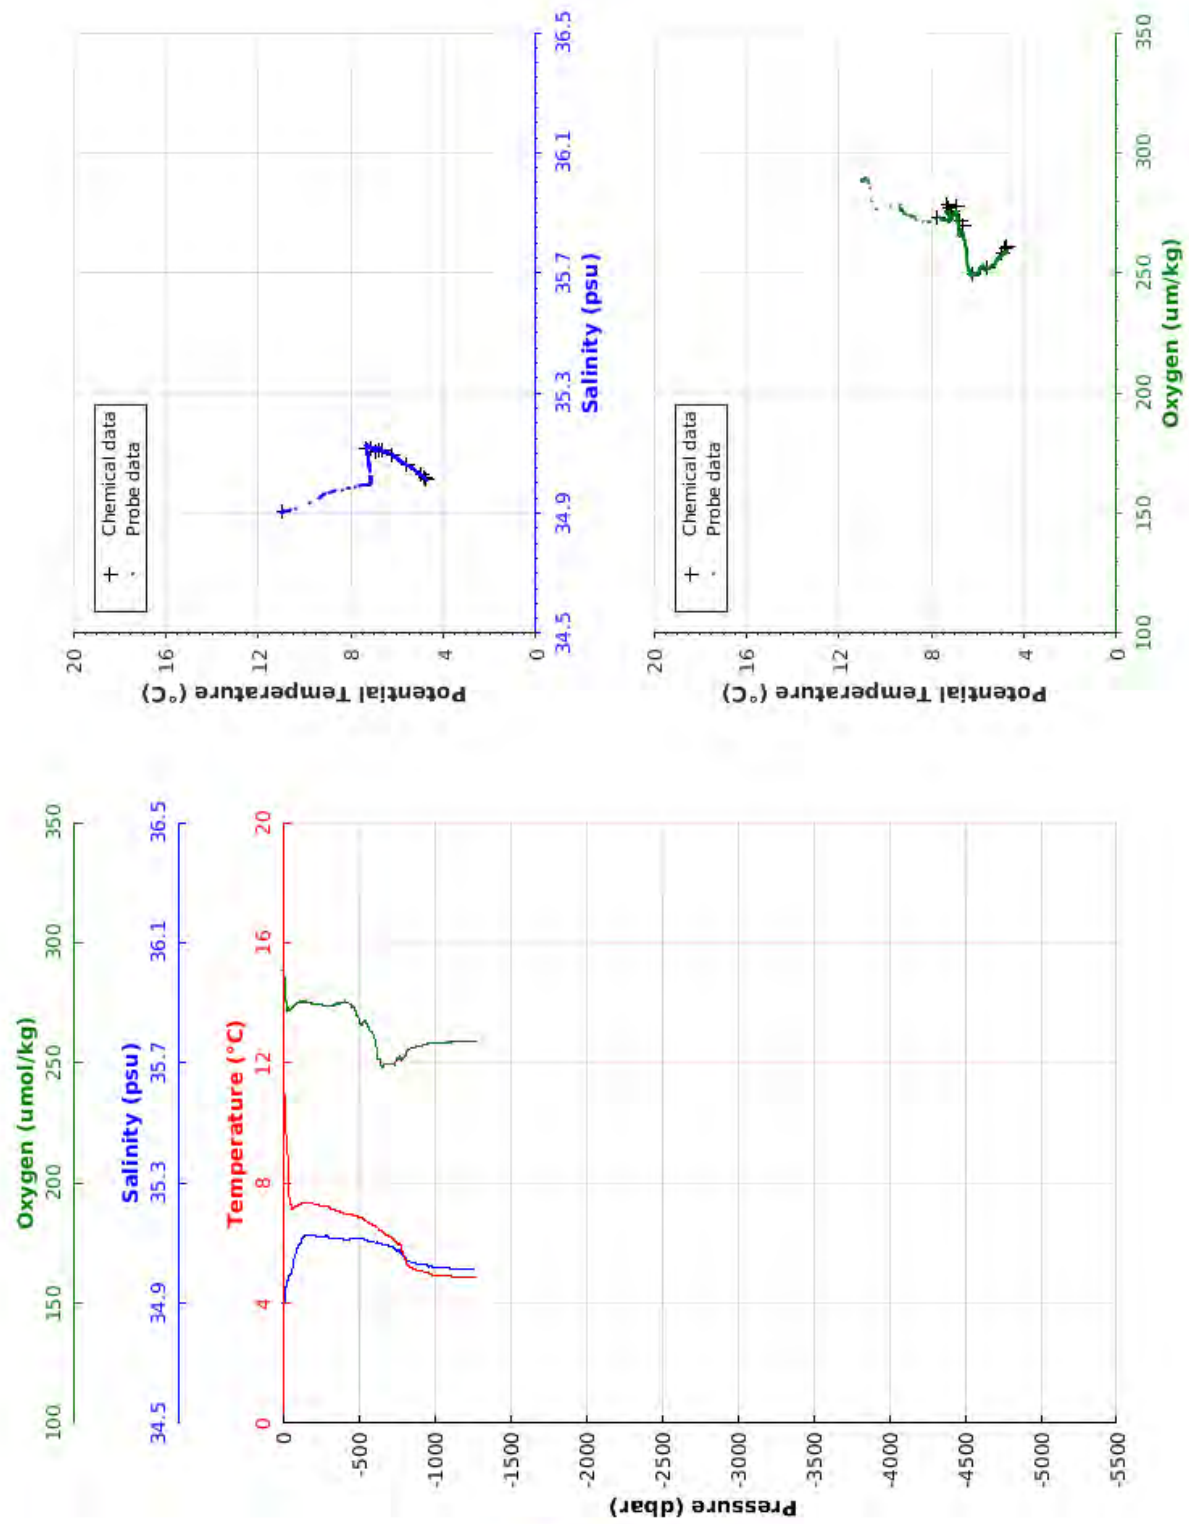 Oxygen (umol/kg)
100 150 200 250 300 350
Salinity (psu)
34.5 34.9 35.3 35.7 36.1 36.5
Temperature (°C)
0 4 8 12 16 20
0
-500
-1000
-1500
-2000
-2500
-3000
-3500
-4000
-4500
-5000
-5500
Pressure (dbar)
20
16
12
8
4
0
Potential Temperature (°C)
+ Chemical data
. Probe data
34.5 34.9 35.3 35.7 36.1 36.5
Salinity (psu)
20
16
12
8
4
0
Potential Temperature (°C)
+ Chemical data
. Probe data
100 150 200 250 300 350
Oxygen (um/kg)